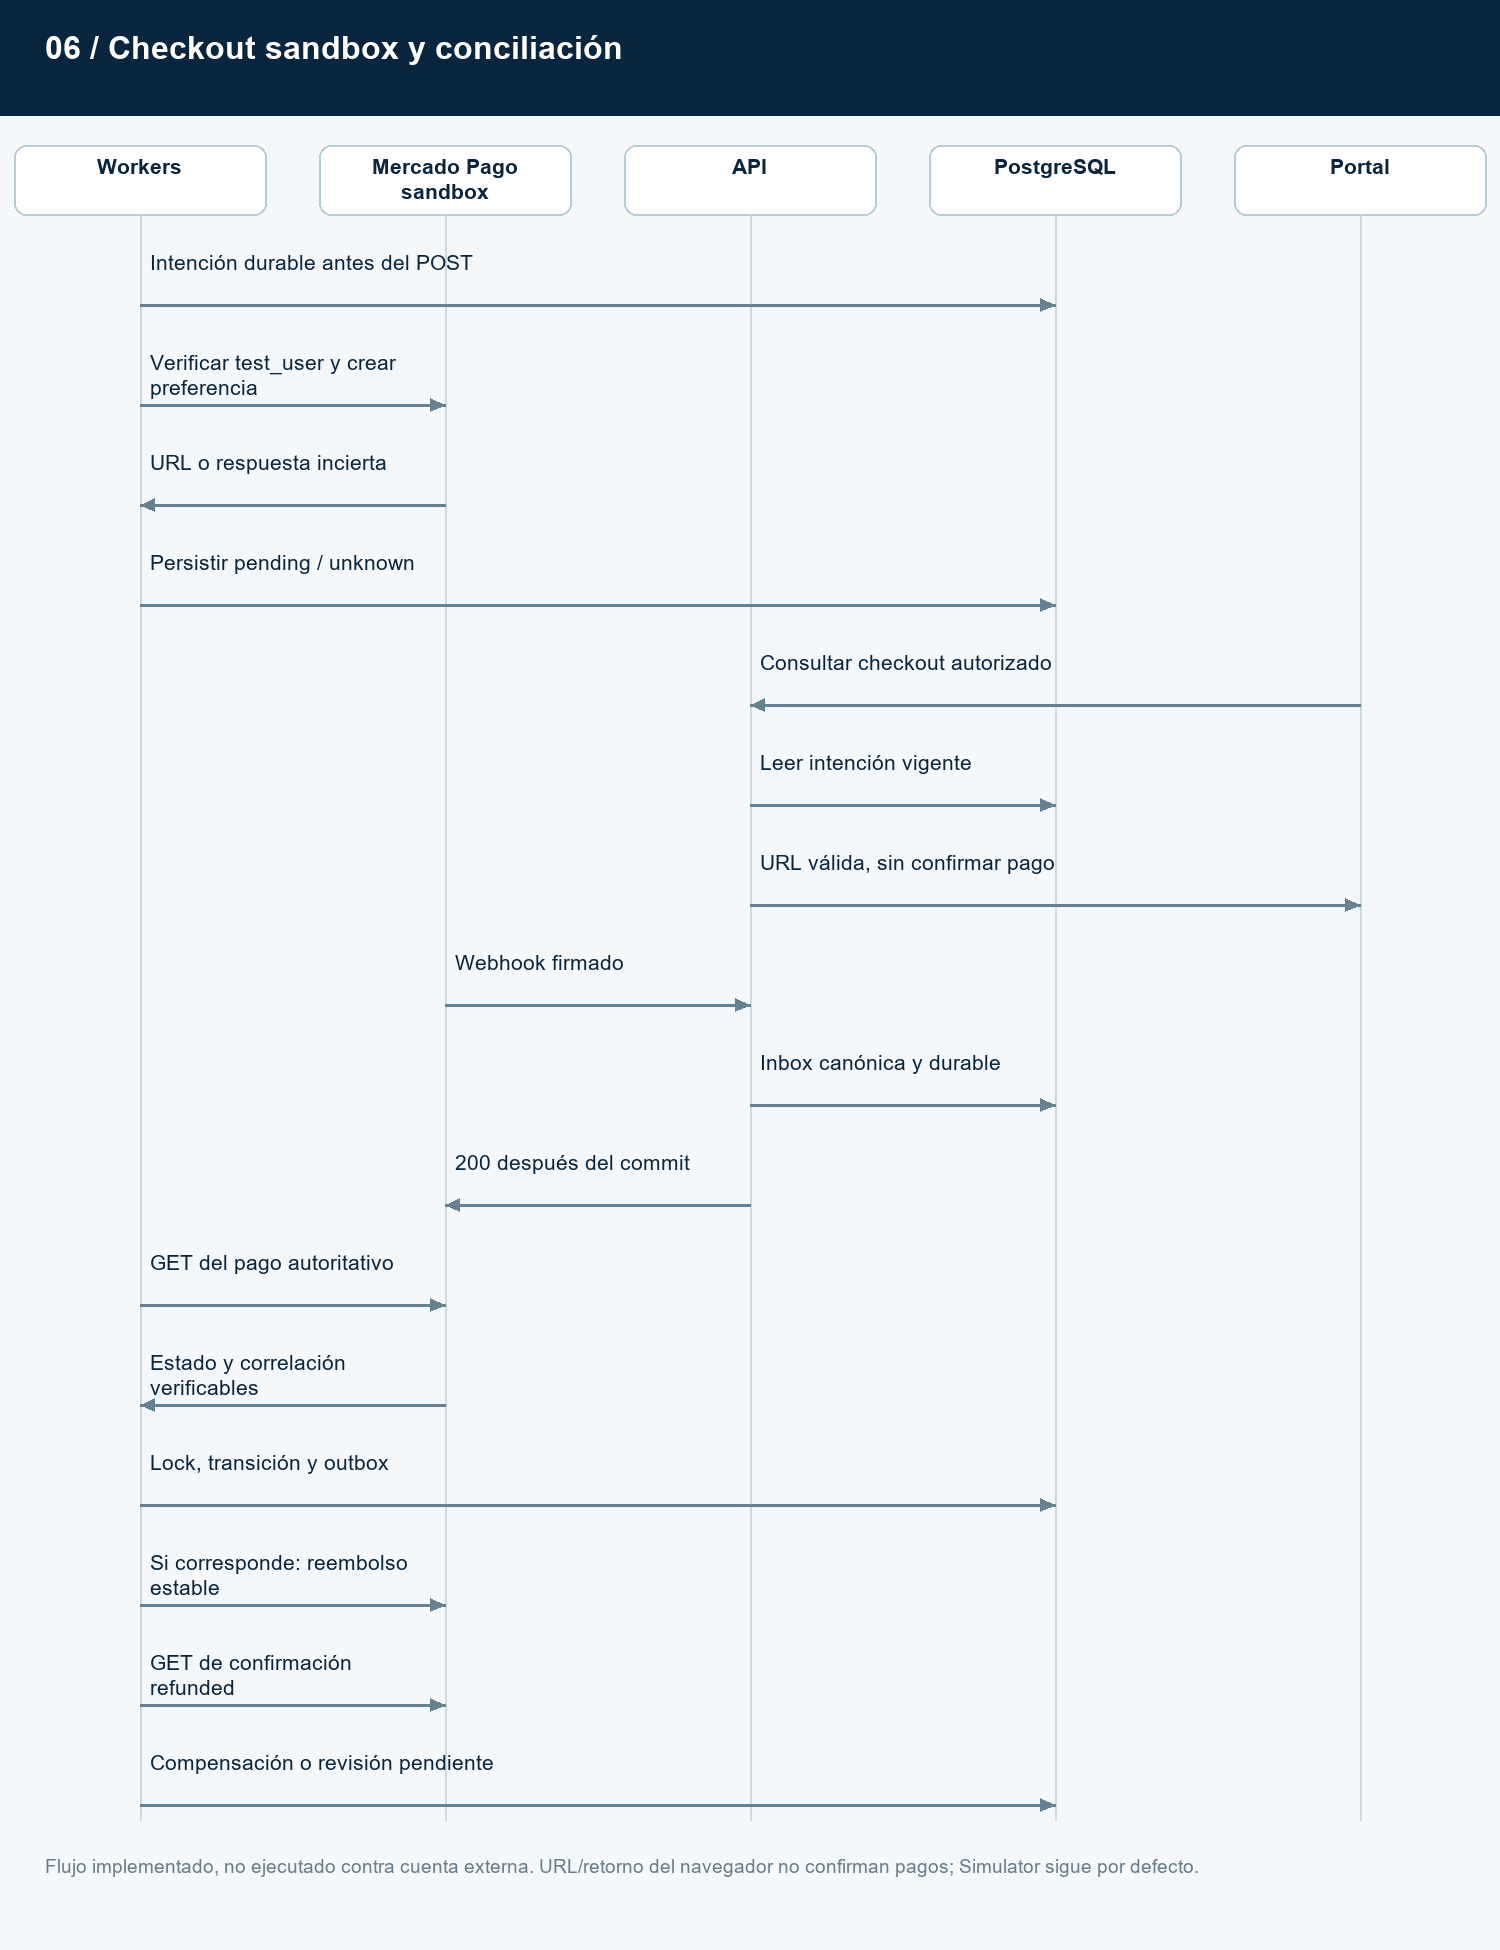 06 / Checkout sandbox y conciliación
Workers
Mercado Pago
sandbox
API
PostgreSQL
Portal
Intención durable antes del POST
Verificar test_user y crear
preferencia
URL o respuesta incierta
Persistir pending / unknown
Consultar checkout autorizado
Leer intención vigente
URL válida, sin confirmar pago
Webhook firmado
Inbox canónica y durable
200 después del commit
GET del pago autoritativo
Estado y correlación
verificables
Lock, transición y outbox
Si corresponde: reembolso
estable
GET de confirmación
refunded
Compensación o revisión pendiente
Flujo implementado, no ejecutado contra cuenta externa. URL/retorno del navegador no confirman pagos; Simulator sigue por defecto.